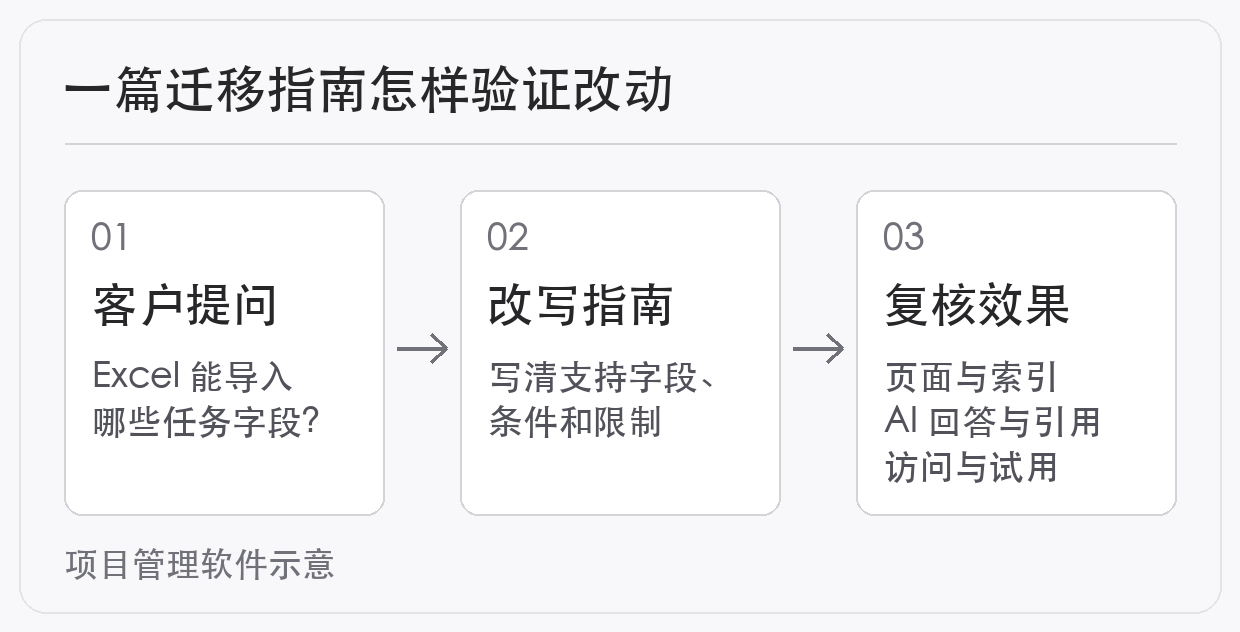 一篇迁移指南怎样验证改动
01
客户提问
Excel 能导入
哪些任务字段?
02
改写指南
写清支持字段、
条件和限制
03
复核效果
页面与索引
AI 回答与引用
访问与试用
项目管理软件示意